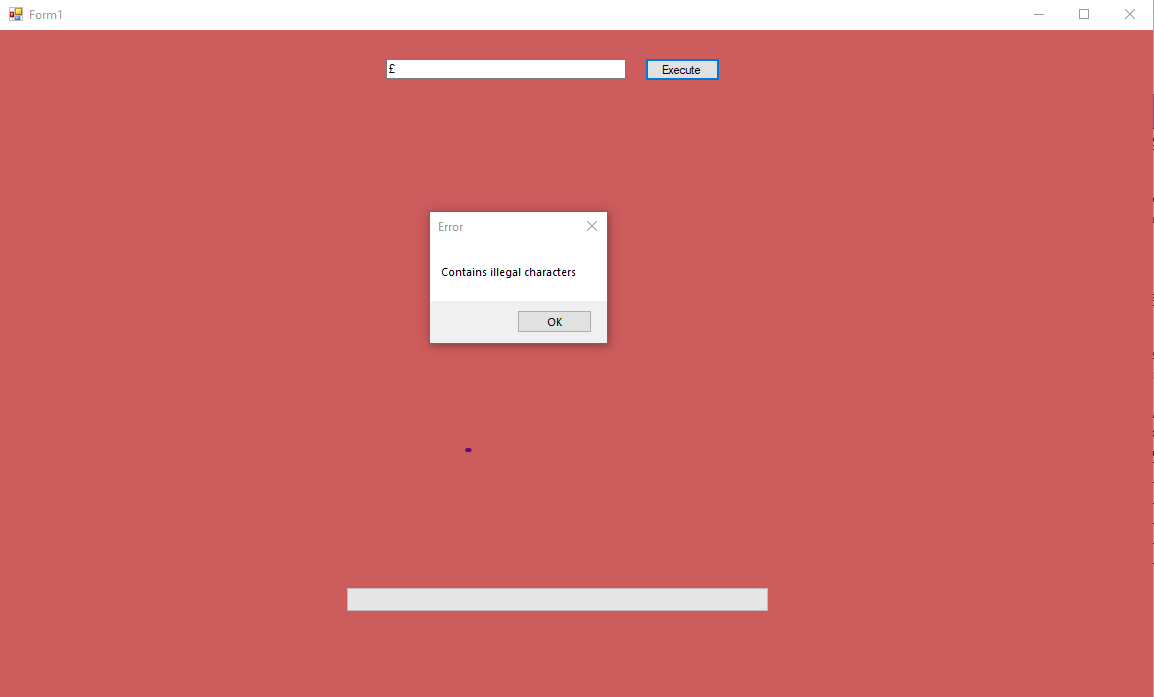 Form1
£
Execute
Error
Contains illegal characters
OK